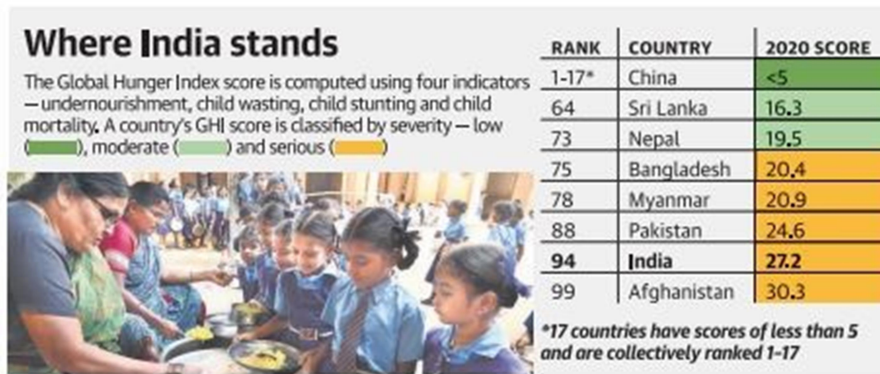 Where India stands
The Global Hunger Index score is computed using four indicators
— undernourishment, child wasting, child stunting and child
mortality. A country's GHI score is classified by severity — low
( ), moderate ( ) and serious ( )
RANK COUNTRY 2020 SCORE
1-17* China <5
64 Sri Lanka 16.3
73 Nepal 19.5
75 Bangladesh 20.4
78 Myanmar 20.9
88 Pakistan 24.6
94 India 27.2
99 Afghanistan 30.3
*17 countries have scores of less than 5
and are collectively ranked 1-17